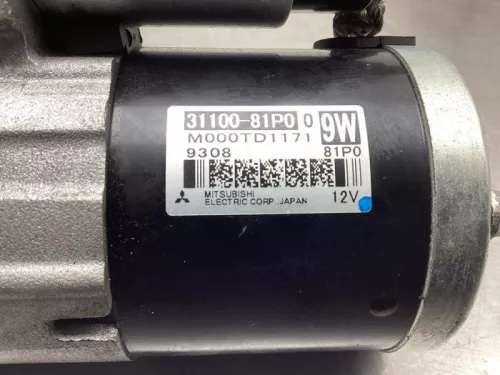 31100-81P0 0 9W
M000TD1171
9308 81P0
MITSUBISHI
ELECTRIC CORP.,JAPAN 12V